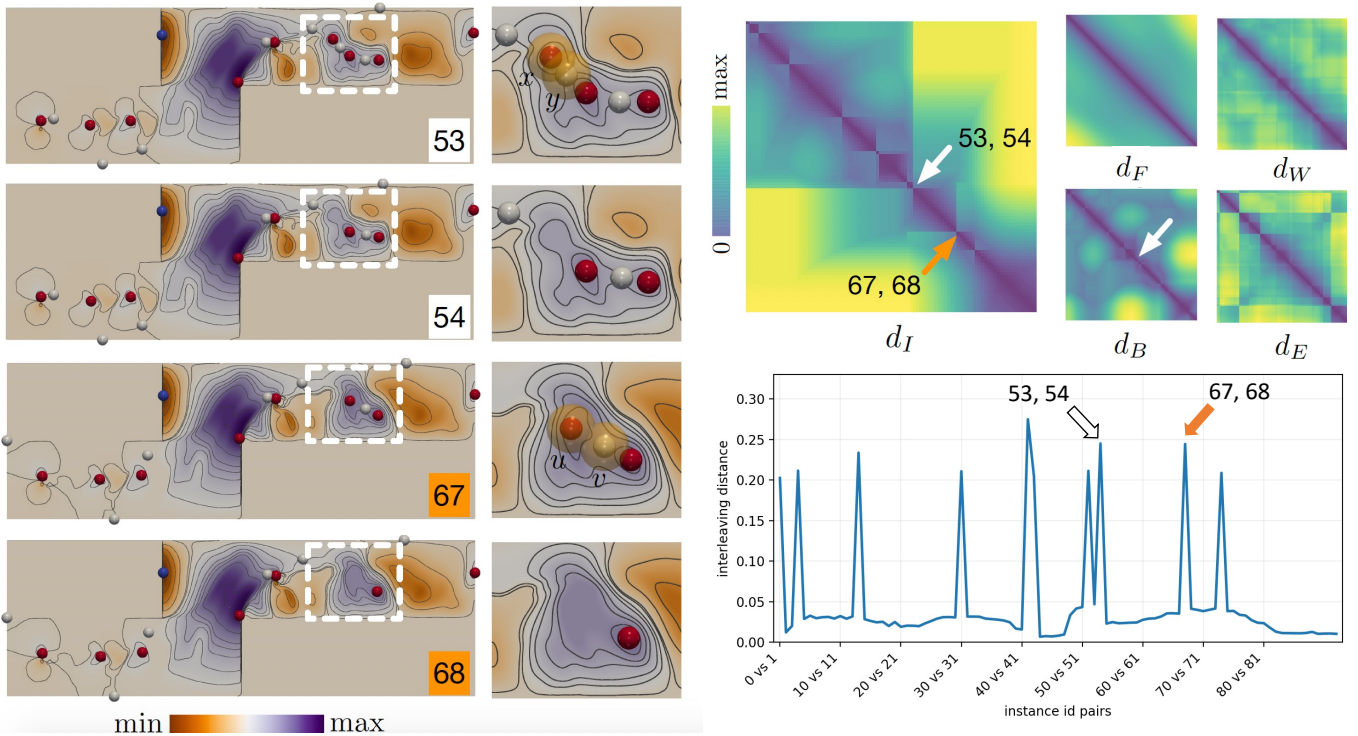 53
x
y
54
67
u
v
68
min max
max
0
53, 54
67, 68
d_I
d_F
d_W
d_B
d_E
53, 54
67, 68
interleaving distance
0.30
0.25
0.20
0.15
0.10
0.05
0.00
0 vs 1
10 vs 11
20 vs 21
30 vs 31
40 vs 41
50 vs 51
60 vs 61
70 vs 71
80 vs 81
instance id pairs